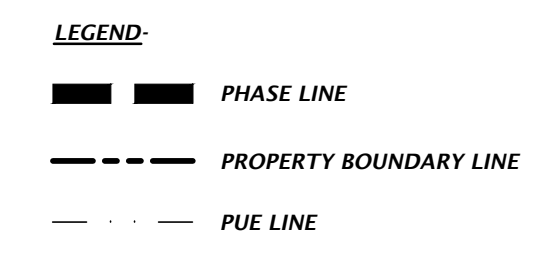 LEGEND-
PHASE LINE
PROPERTY BOUNDARY LINE
PUE LINE